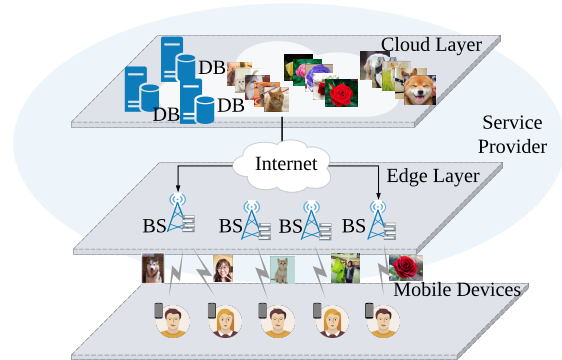 Cloud Layer
DB
DB
DB
Service
Provider
Internet
Edge Layer
BS
BS
BS
BS
Mobile Devices